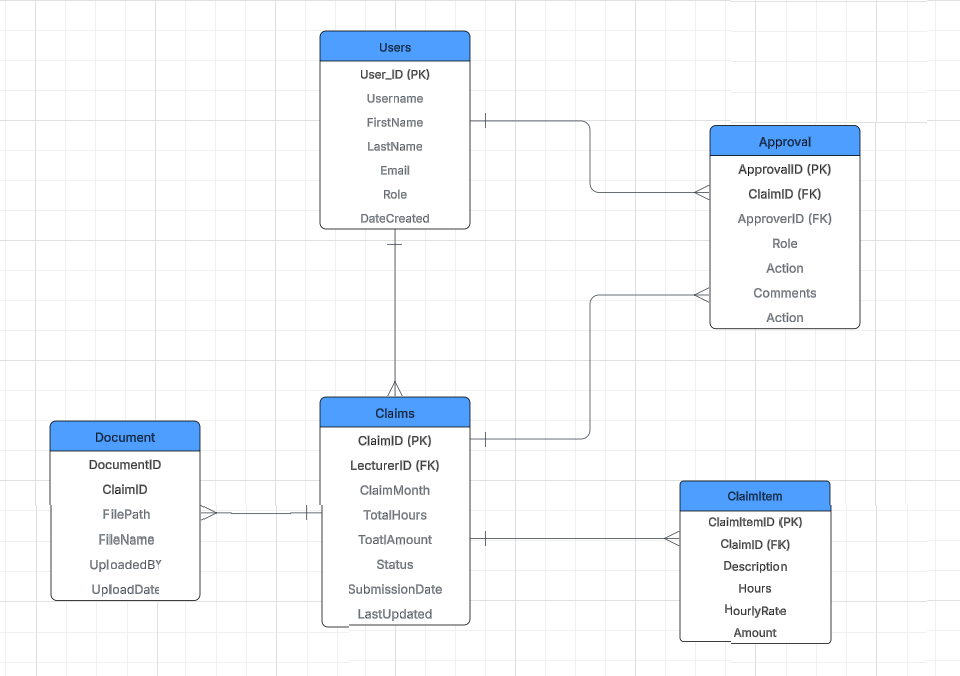 Users
User_ID (PK)
Username
FirstName
LastName
Email
Role
DateCreated
Approval
ApprovalID (PK)
ClaimID (FK)
ApproverID (FK)
Role
Action
Comments
Action
Claims
ClaimID (PK)
LecturerID (FK)
ClaimMonth
TotalHours
ToatlAmount
Status
SubmissionDate
LastUpdated
Document
DocumentID
ClaimID
FilePath
FileName
UploadedBY
UploadDate
ClaimItem
ClaimItemID (PK)
ClaimID (FK)
Description
Hours
HourlyRate
Amount